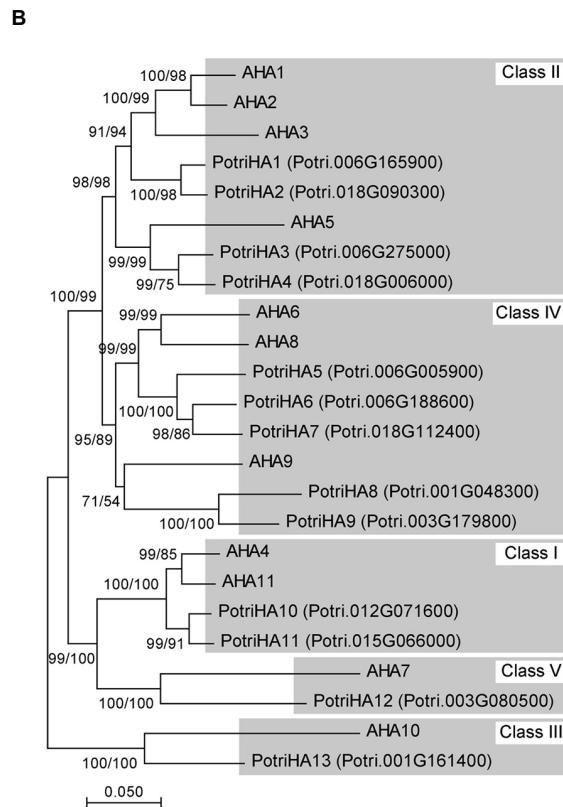 B
100/98 AHA1 Class II
100/99 AHA2
91/94 AHA3
PotriHA1 (Potri.006G165900)
98/98 100/98 PotriHA2 (Potri.018G090300)
AHA5
99/99 PotriHA3 (Potri.006G275000)
99/75 PotriHA4 (Potri.018G006000)
100/99
99/99 AHA6 Class IV
99/99 AHA8
PotriHA5 (Potri.006G005900)
100/100 PotriHA6 (Potri.006G188600)
95/89 98/86 PotriHA7 (Potri.018G112400)
AHA9
71/54 PotriHA8 (Potri.001G048300)
100/100 PotriHA9 (Potri.003G179800)
99/85 AHA4 Class I
100/100 AHA11
PotriHA10 (Potri.012G071600)
99/91 PotriHA11 (Potri.015G066000)
99/100 AHA7 Class V
100/100 PotriHA12 (Potri.003G080500)
AHA10 Class III
100/100 PotriHA13 (Potri.001G161400)
0.050